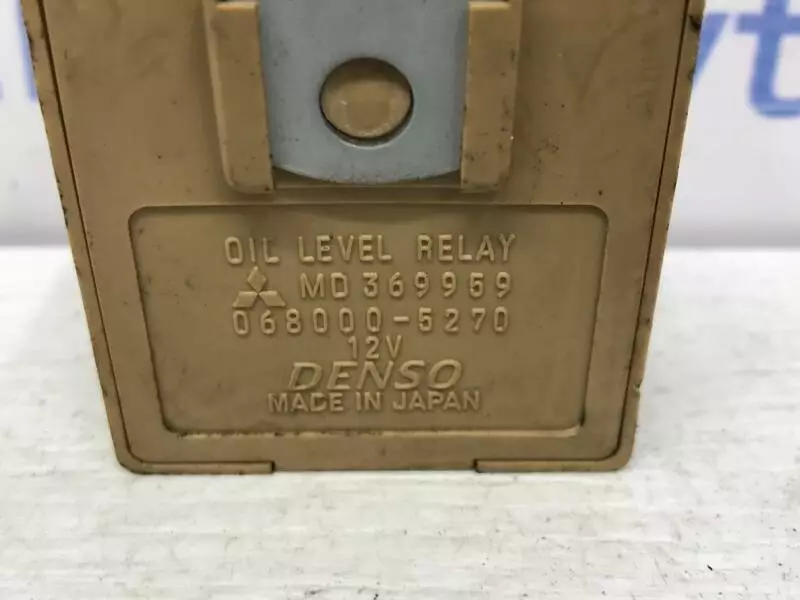 OIL LEVEL RELAY
MD369959
068000-5270
12V
DENSO
MADE IN JAPAN